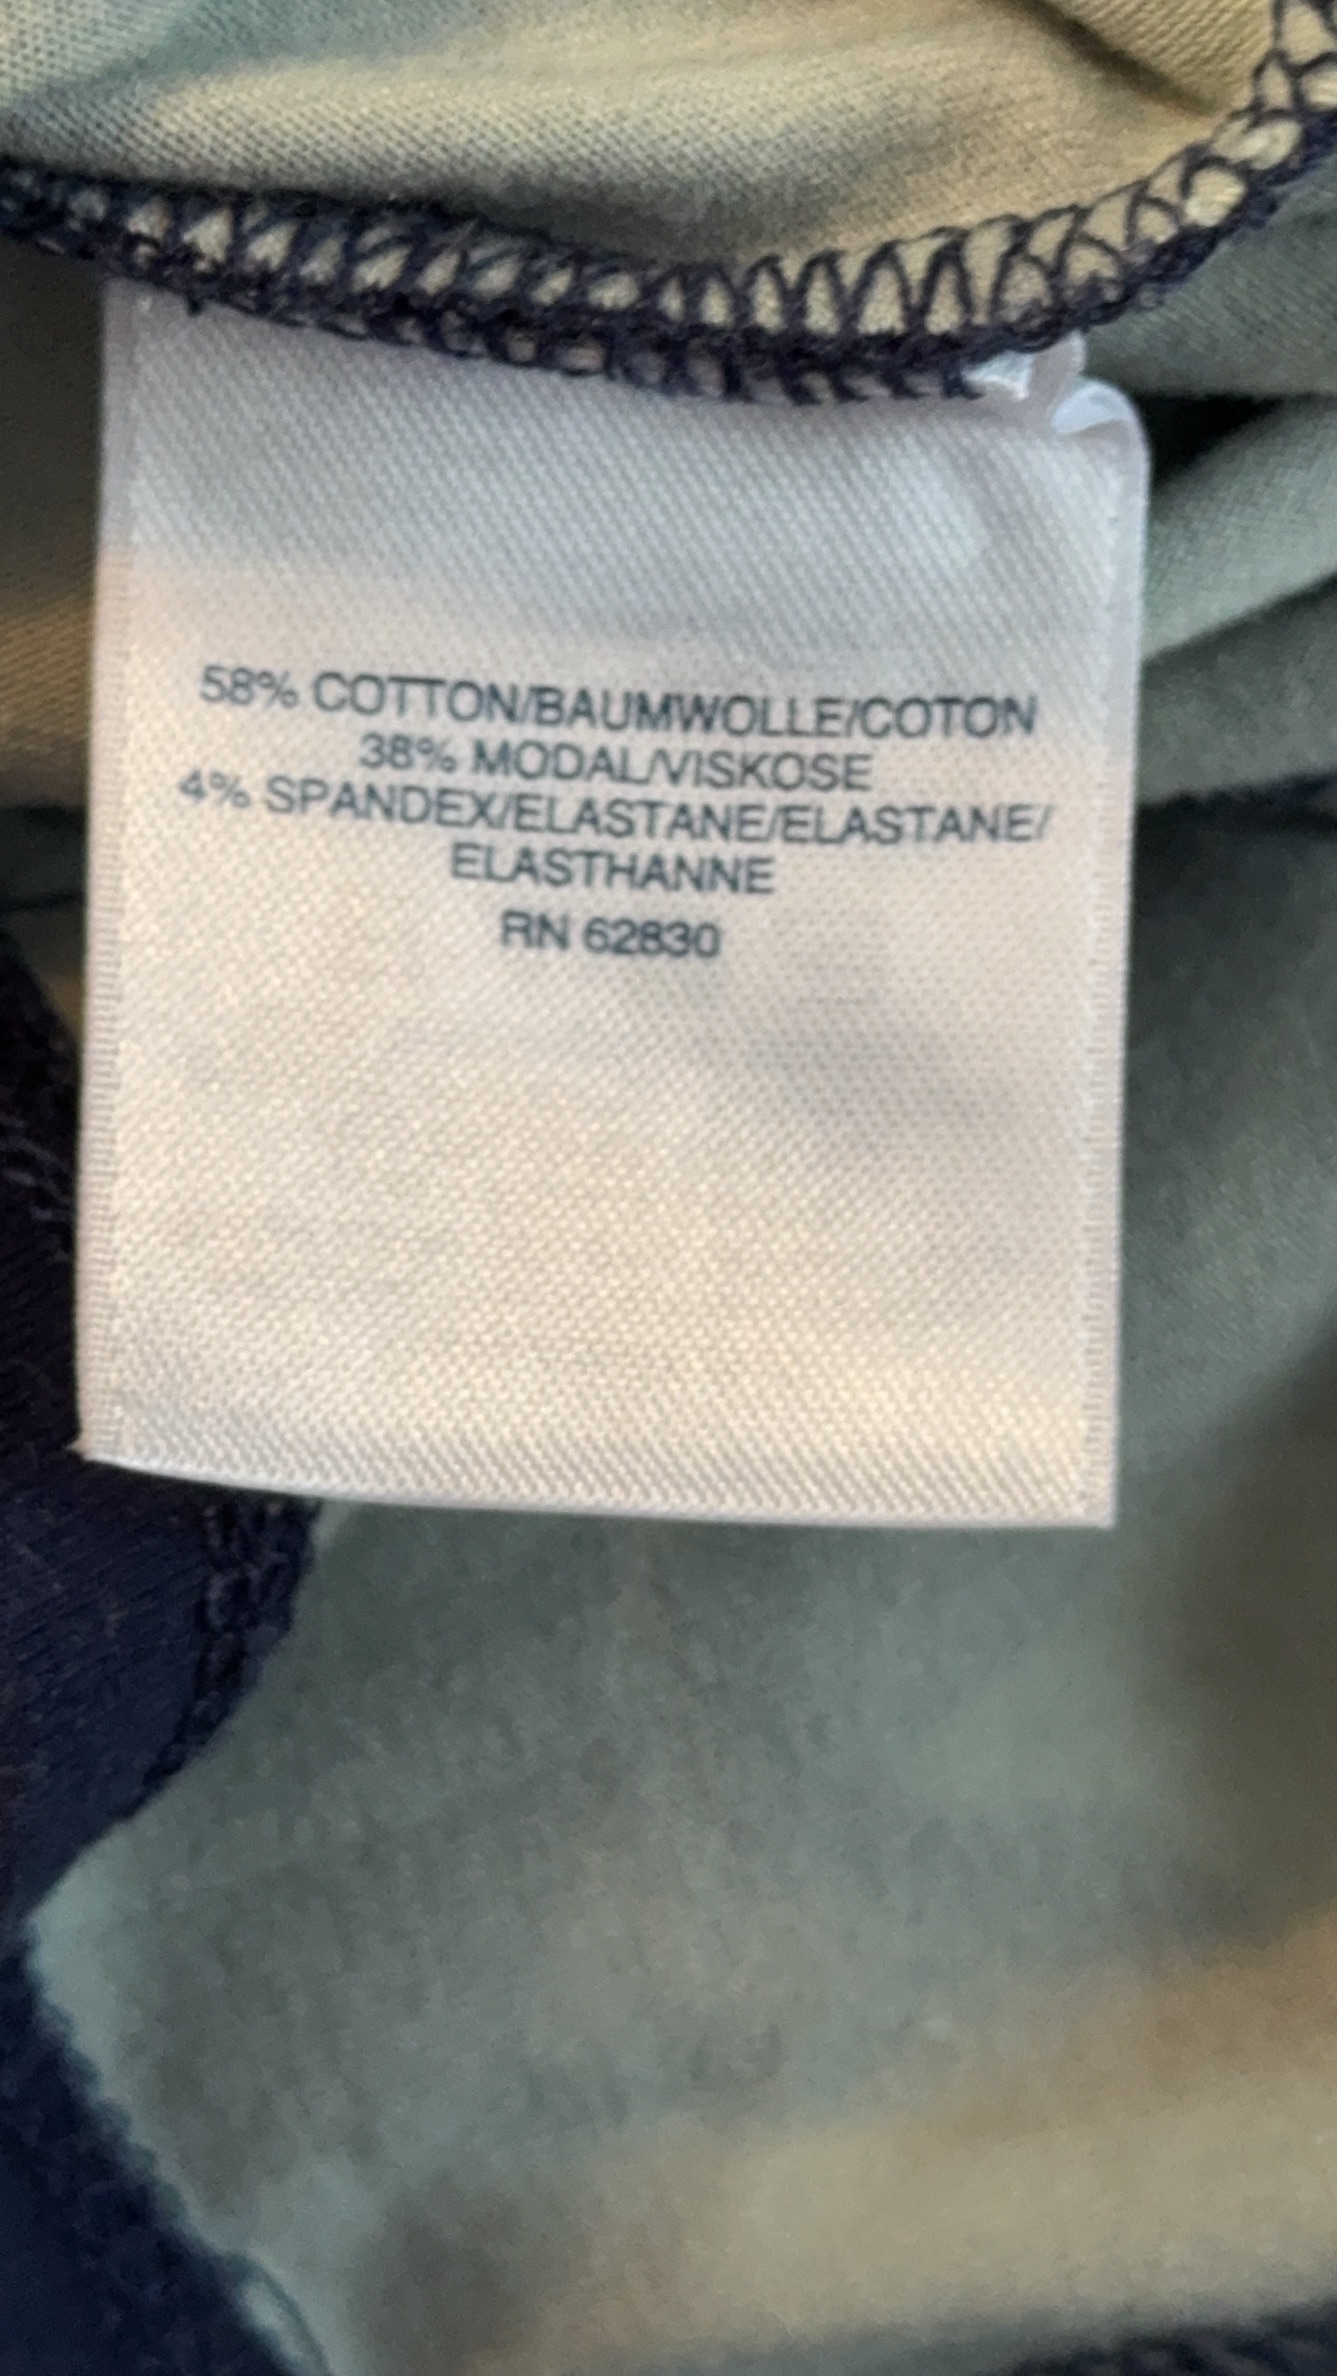 58% COTTON/BAUMWOLLE/COTON
38% MODAL/VISKOSE
4% SPANDEX/ELASTANE/ELASTANE/
ELASTHANNE
RN 62830